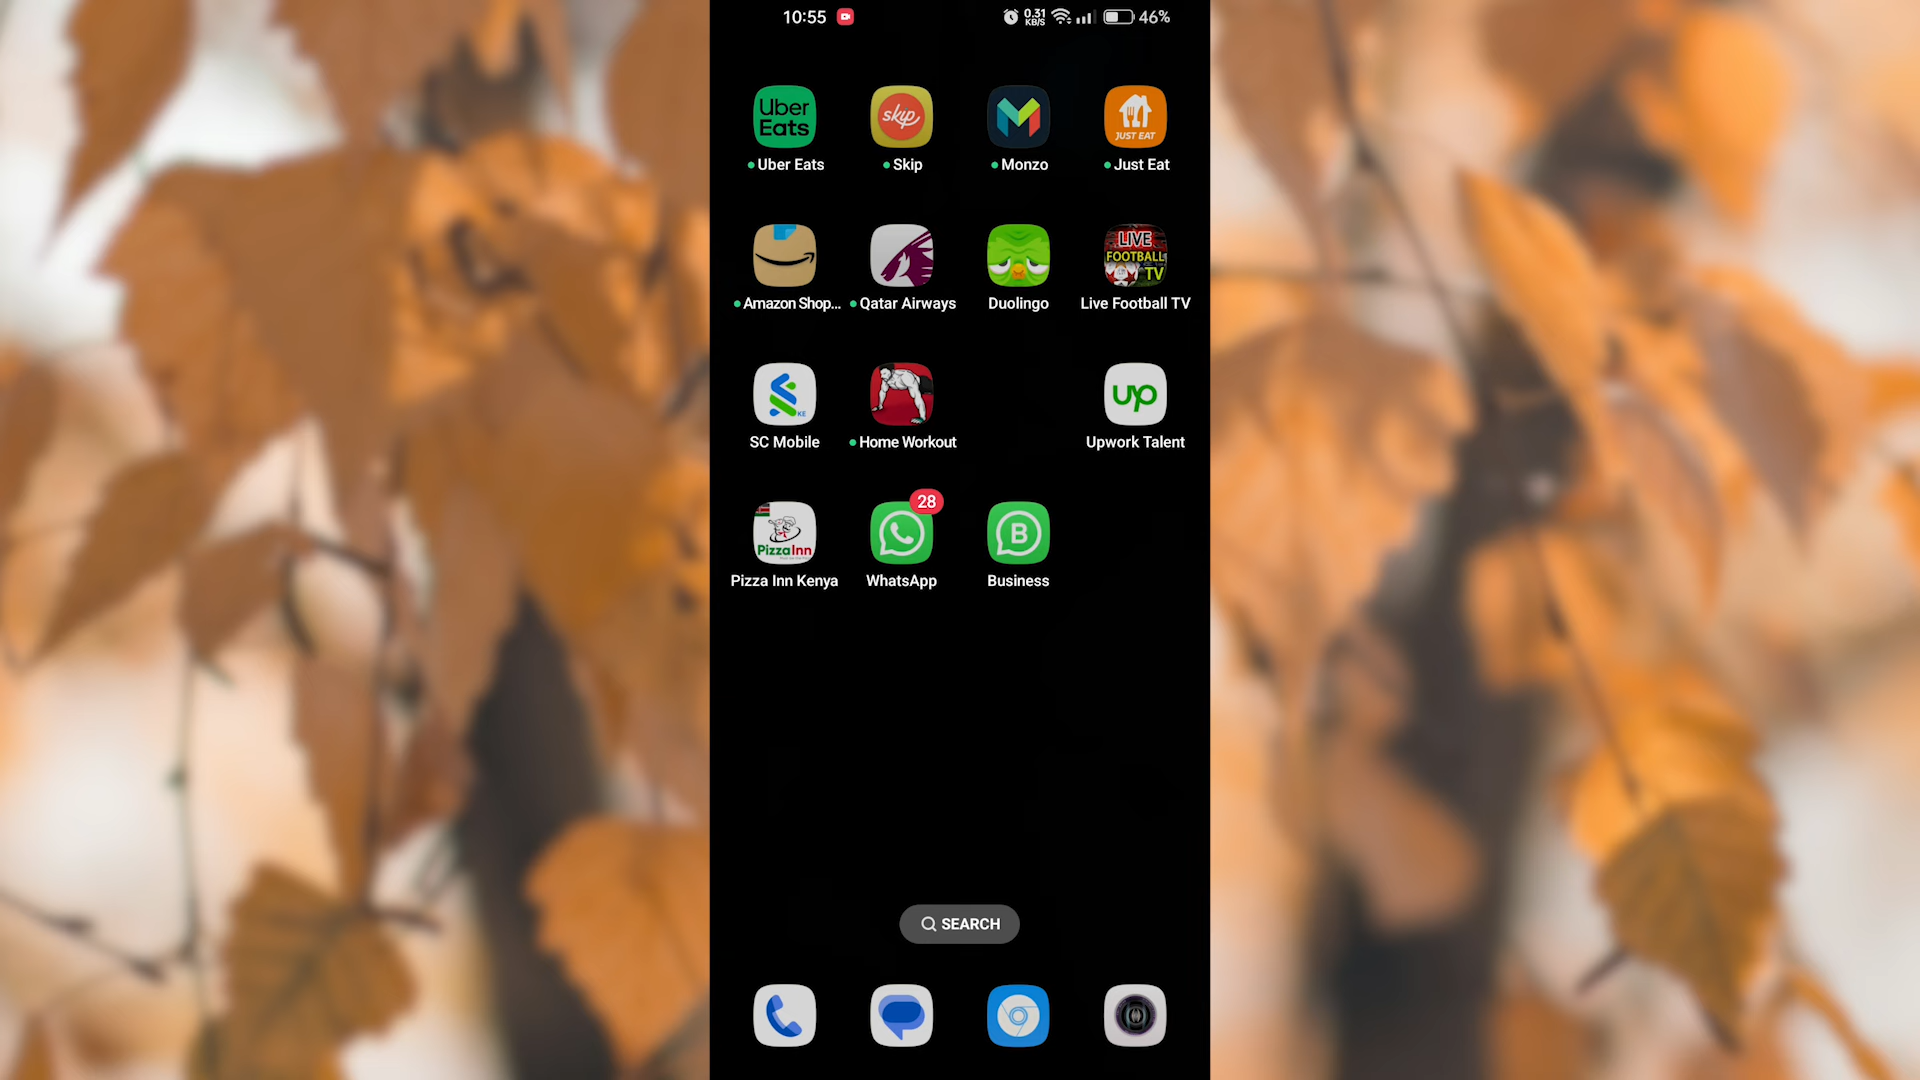 10:55 0.31 KB/S 46%
Uber Eats skip JUST EAT
Uber Eats Skip Monzo Just Eat
LIVE FOOTBALL TV
Amazon Shop... Qatar Airways Duolingo Live Football TV
KE up
SC Mobile Home Workout Upwork Talent
28
Pizza Inn B
Pizza Inn Kenya WhatsApp Business
SEARCH